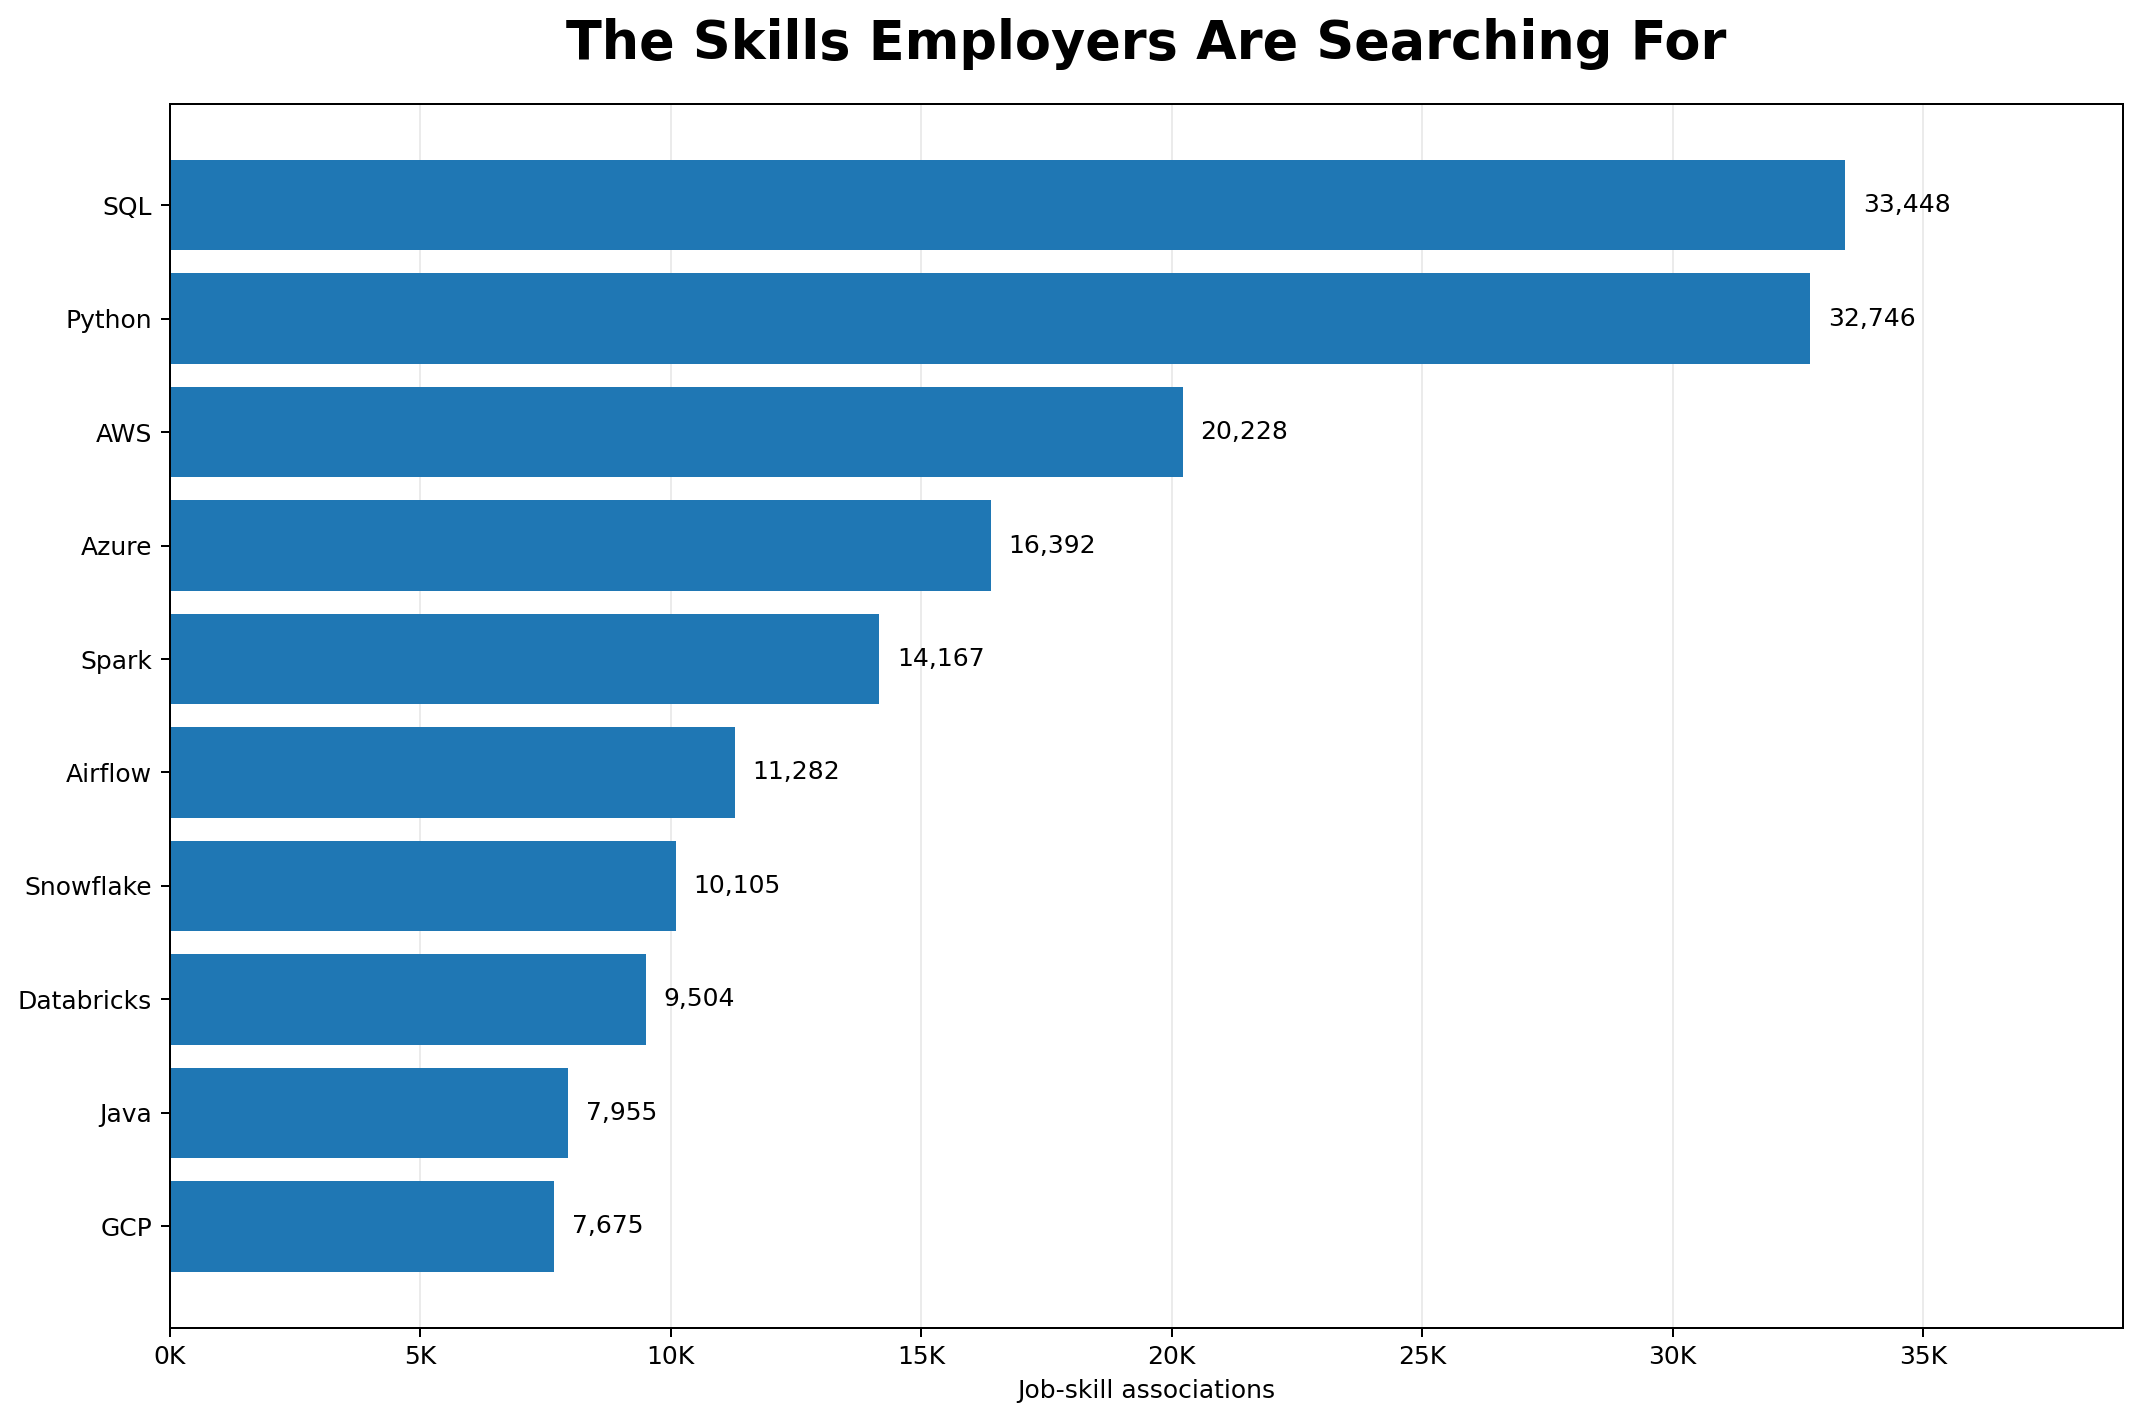 The Skills Employers Are Searching For
SQL 33,448
Python 32,746
AWS 20,228
Azure 16,392
Spark 14,167
Airflow 11,282
Snowflake 10,105
Databricks 9,504
Java 7,955
GCP 7,675
0K 5K 10K 15K 20K 25K 30K 35K
Job-skill associations